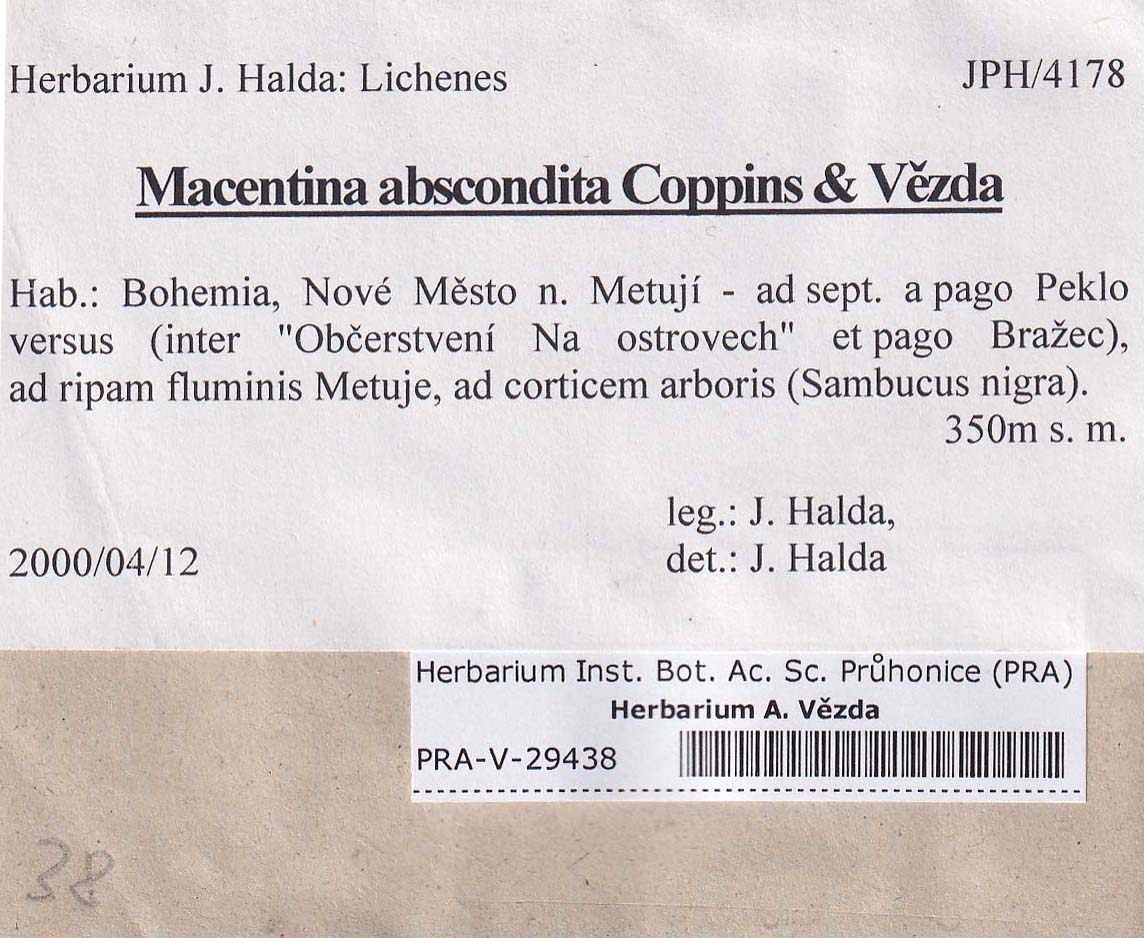 Herbarium J. Halda: Lichenes JPH/4178
Macentina abscondita Coppins & Vězda
Hab.: Bohemia, Nové Město n. Metují - ad sept. a pago Peklo
versus (inter "Občerstvení Na ostrovech" et pago Bražec),
ad ripam fluminis Metuje, ad corticem arboris (Sambucus nigra).
350m s. m.
leg.: J. Halda,
2000/04/12 det.: J. Halda
Herbarium Inst. Bot. Ac. Sc. Průhonice (PRA)
Herbarium A. Vězda
PRA-V-29438
38